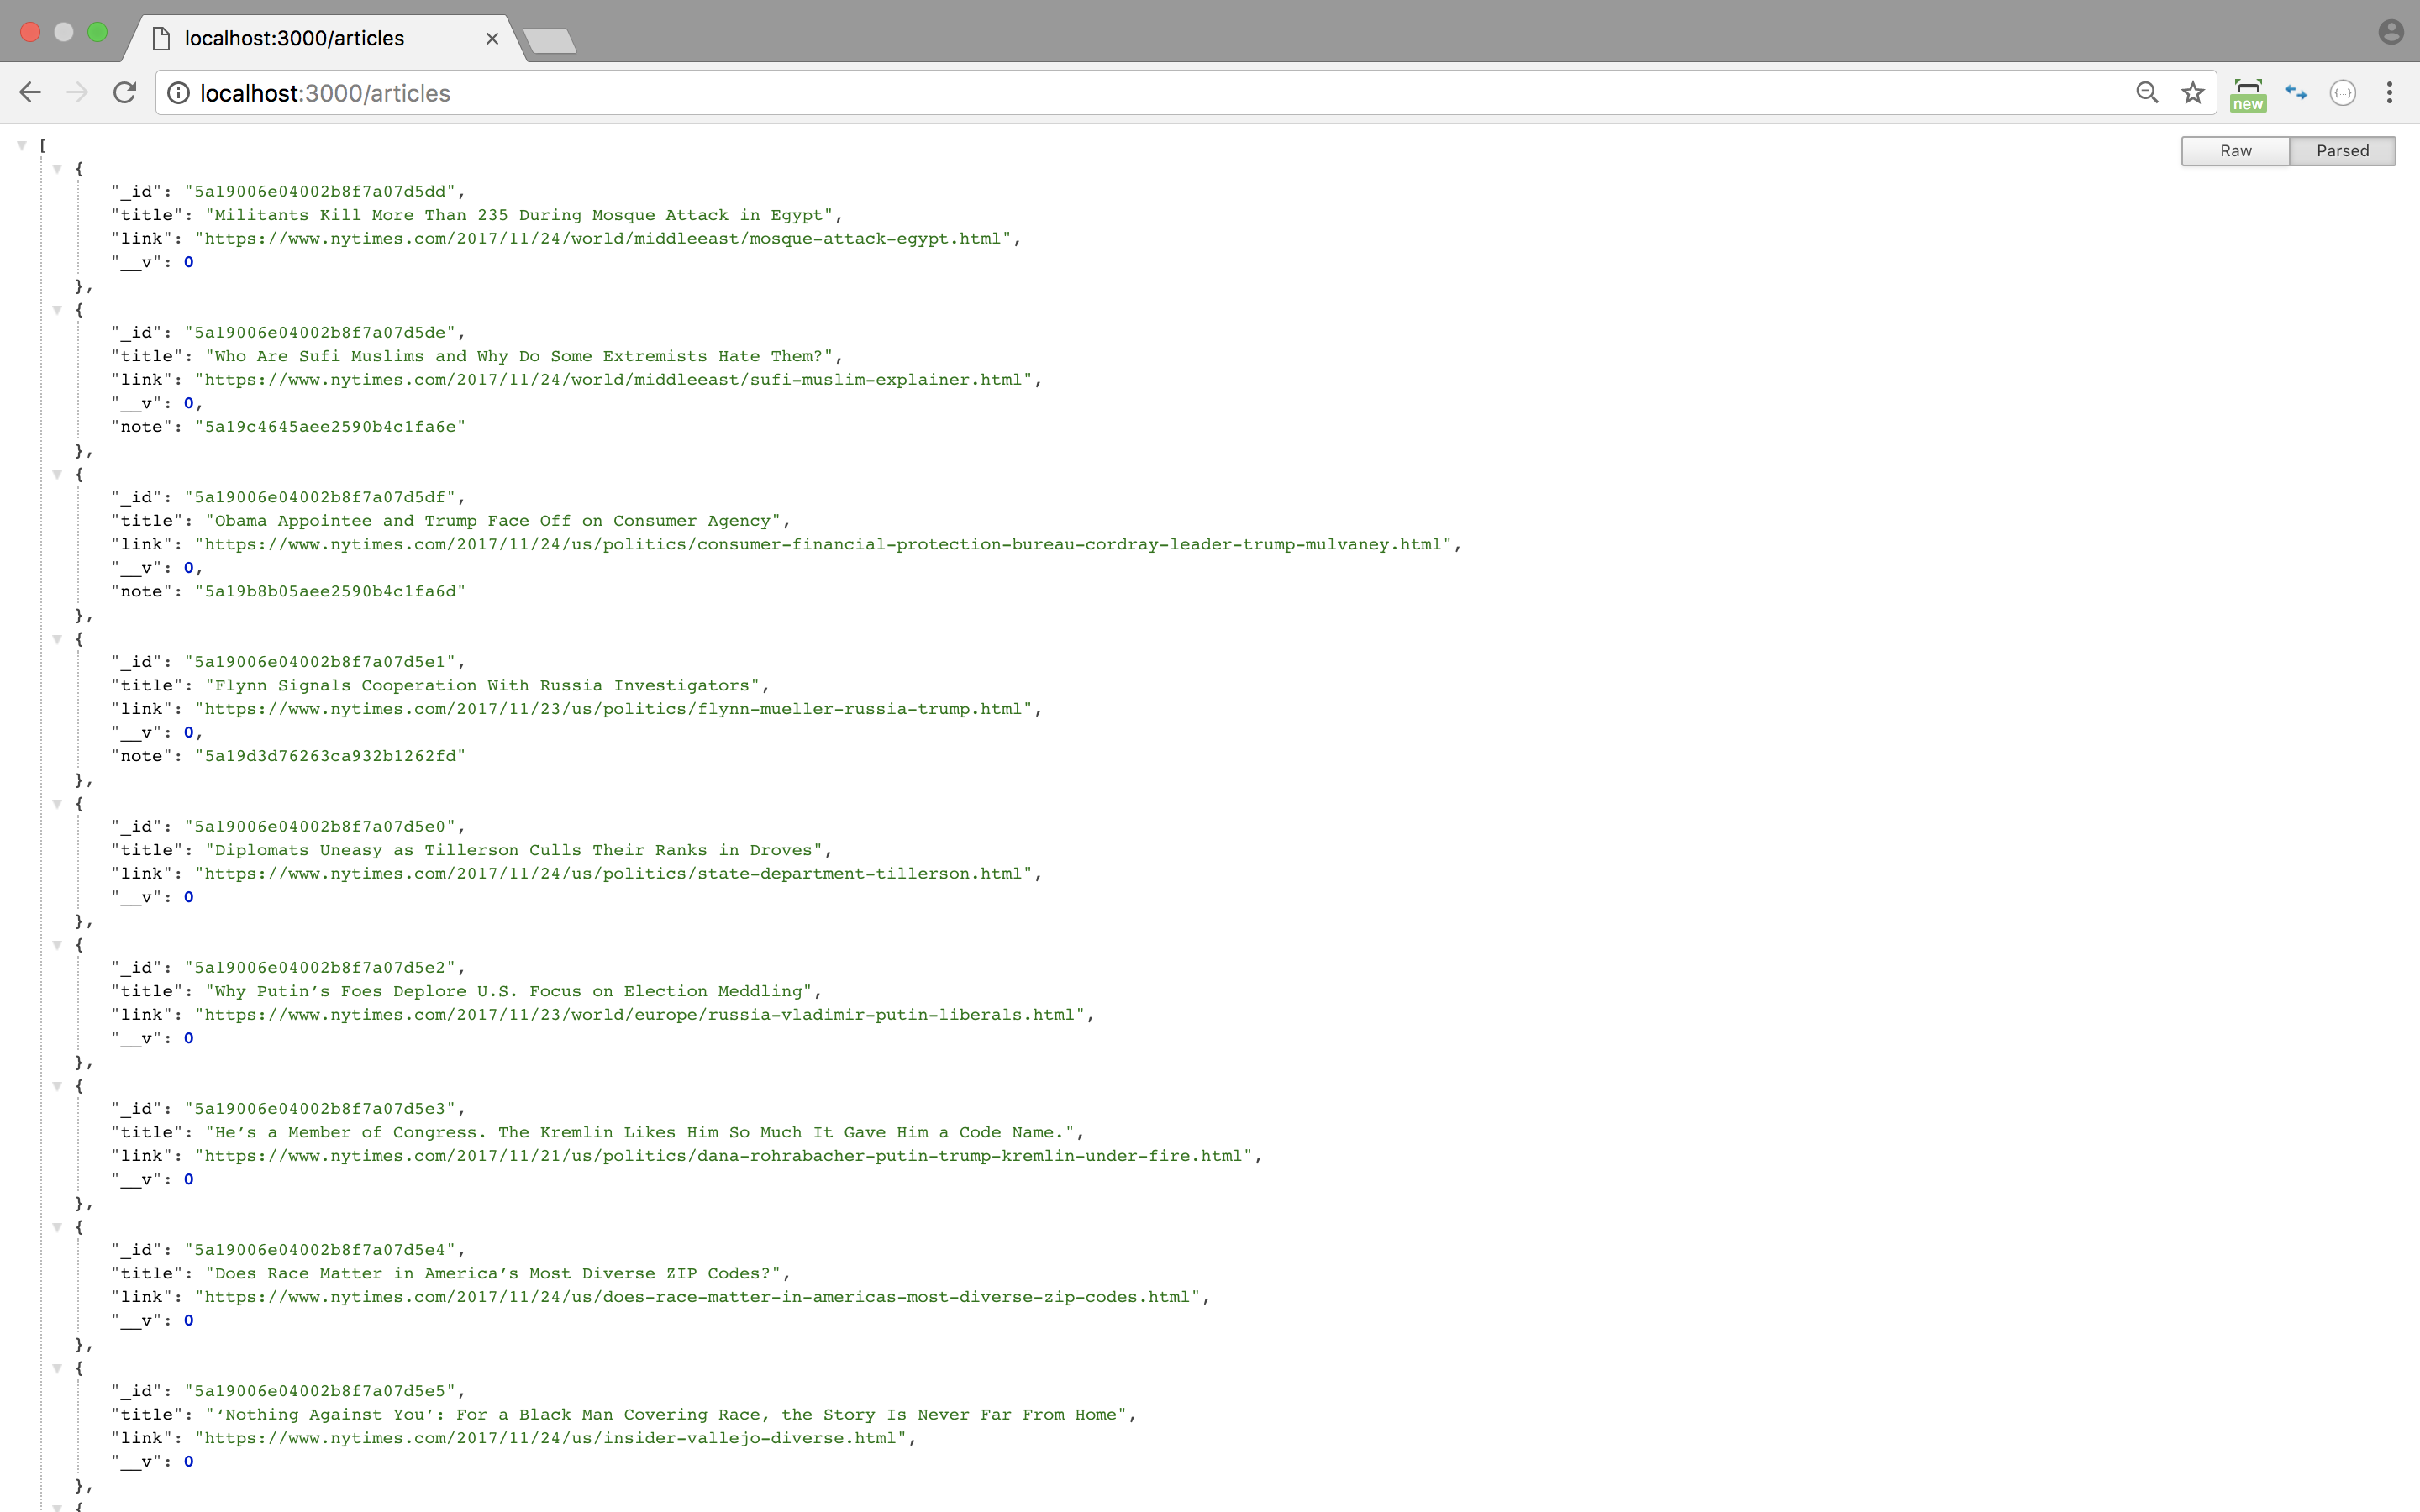 localhost:3000/articles
localhost:3000/articles
new
Raw
Parsed
[
{
"_id": "5a19006e04002b8f7a07d5dd",
"title": "Militants Kill More Than 235 During Mosque Attack in Egypt",
"link": "https://www.nytimes.com/2017/11/24/world/middleeast/mosque-attack-egypt.html",
"__v": 0
},
{
"_id": "5a19006e04002b8f7a07d5de",
"title": "Who Are Sufi Muslims and Why Do Some Extremists Hate Them?",
"link": "https://www.nytimes.com/2017/11/24/world/middleeast/sufi-muslim-explainer.html",
"__v": 0,
"note": "5a19c4645aee2590b4c1fa6e"
},
{
"_id": "5a19006e04002b8f7a07d5df",
"title": "Obama Appointee and Trump Face Off on Consumer Agency",
"link": "https://www.nytimes.com/2017/11/24/us/politics/consumer-financial-protection-bureau-cordray-leader-trump-mulvaney.html",
"__v": 0,
"note": "5a19b8b05aee2590b4c1fa6d"
},
{
"_id": "5a19006e04002b8f7a07d5e1",
"title": "Flynn Signals Cooperation With Russia Investigators",
"link": "https://www.nytimes.com/2017/11/23/us/politics/flynn-mueller-russia-trump.html",
"__v": 0,
"note": "5a19d3d76263ca932b1262fd"
},
{
"_id": "5a19006e04002b8f7a07d5e0",
"title": "Diplomats Uneasy as Tillerson Culls Their Ranks in Droves",
"link": "https://www.nytimes.com/2017/11/24/us/politics/state-department-tillerson.html",
"__v": 0
},
{
"_id": "5a19006e04002b8f7a07d5e2",
"title": "Why Putin’s Foes Deplore U.S. Focus on Election Meddling",
"link": "https://www.nytimes.com/2017/11/23/world/europe/russia-vladimir-putin-liberals.html",
"__v": 0
},
{
"_id": "5a19006e04002b8f7a07d5e3",
"title": "He’s a Member of Congress. The Kremlin Likes Him So Much It Gave Him a Code Name.",
"link": "https://www.nytimes.com/2017/11/21/us/politics/dana-rohrabacher-putin-trump-kremlin-under-fire.html",
"__v": 0
},
{
"_id": "5a19006e04002b8f7a07d5e4",
"title": "Does Race Matter in America’s Most Diverse ZIP Codes?",
"link": "https://www.nytimes.com/2017/11/24/us/does-race-matter-in-americas-most-diverse-zip-codes.html",
"__v": 0
},
{
"_id": "5a19006e04002b8f7a07d5e5",
"title": "‘Nothing Against You’: For a Black Man Covering Race, the Story Is Never Far From Home",
"link": "https://www.nytimes.com/2017/11/24/us/insider-vallejo-diverse.html",
"__v": 0
},
{